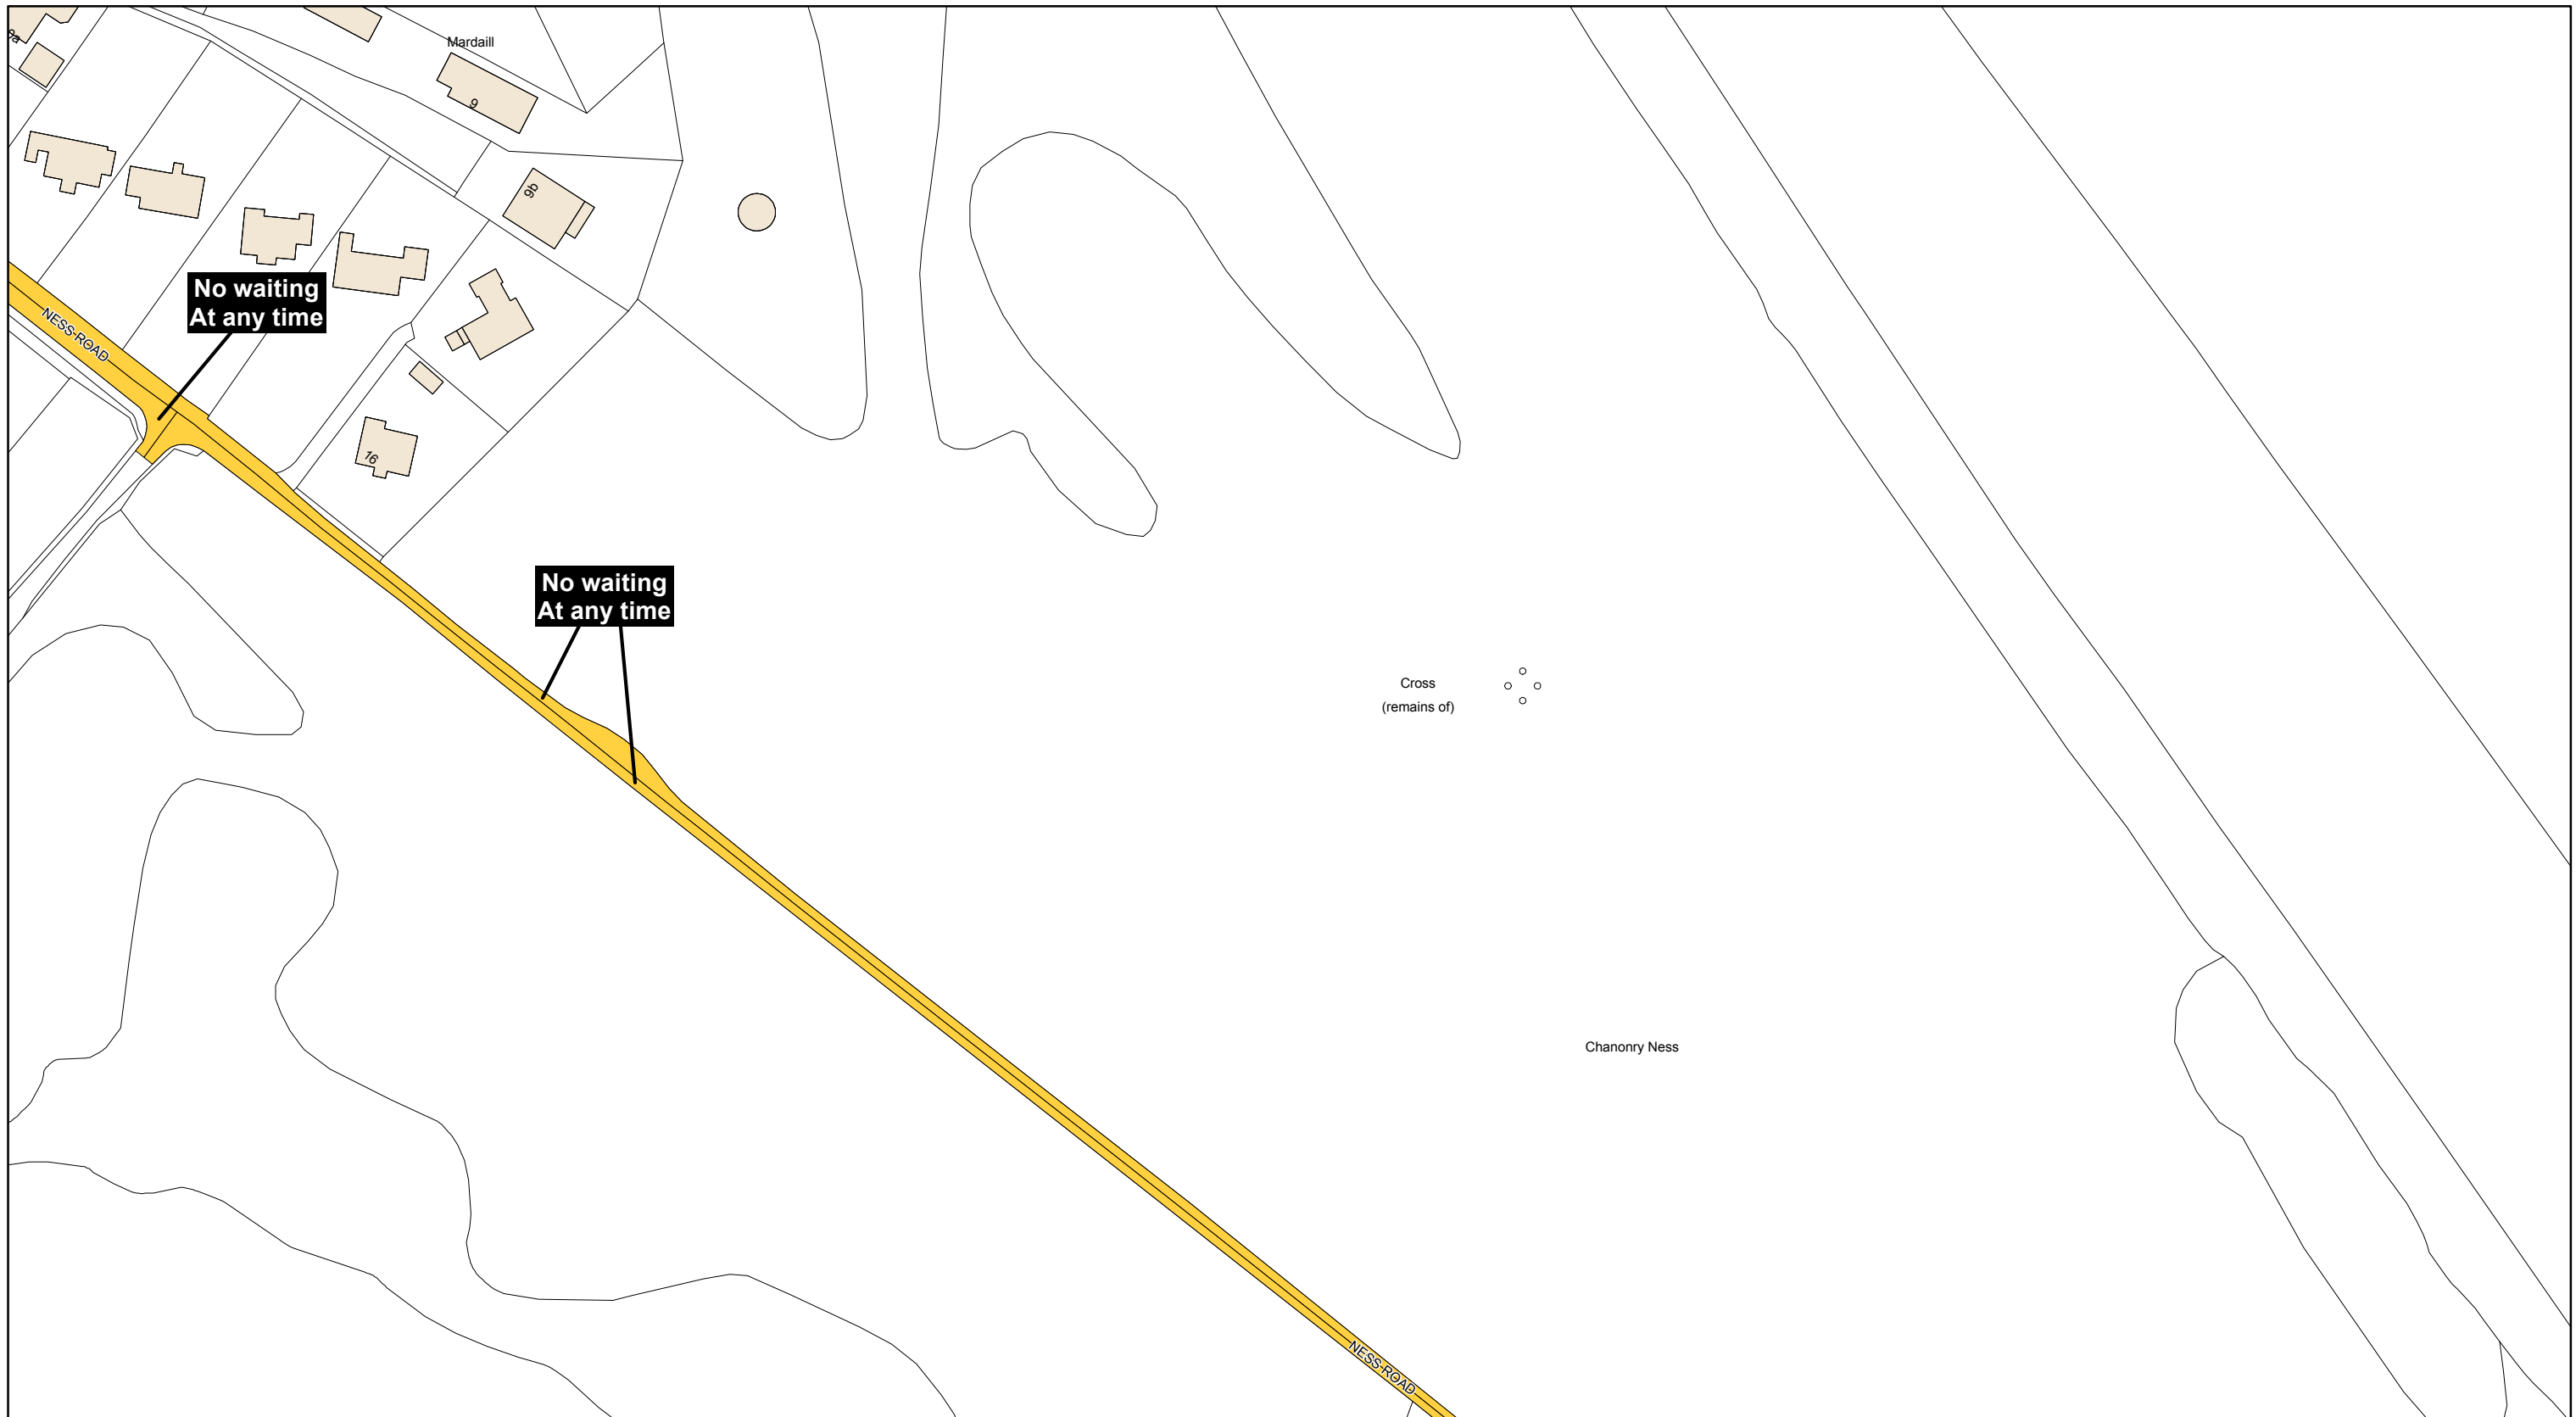 Mardaill
9a
9
9b
No waiting
At any time
NESS ROAD
16
No waiting
At any time
Cross
(remains of)
Chanonry Ness
NESS ROAD